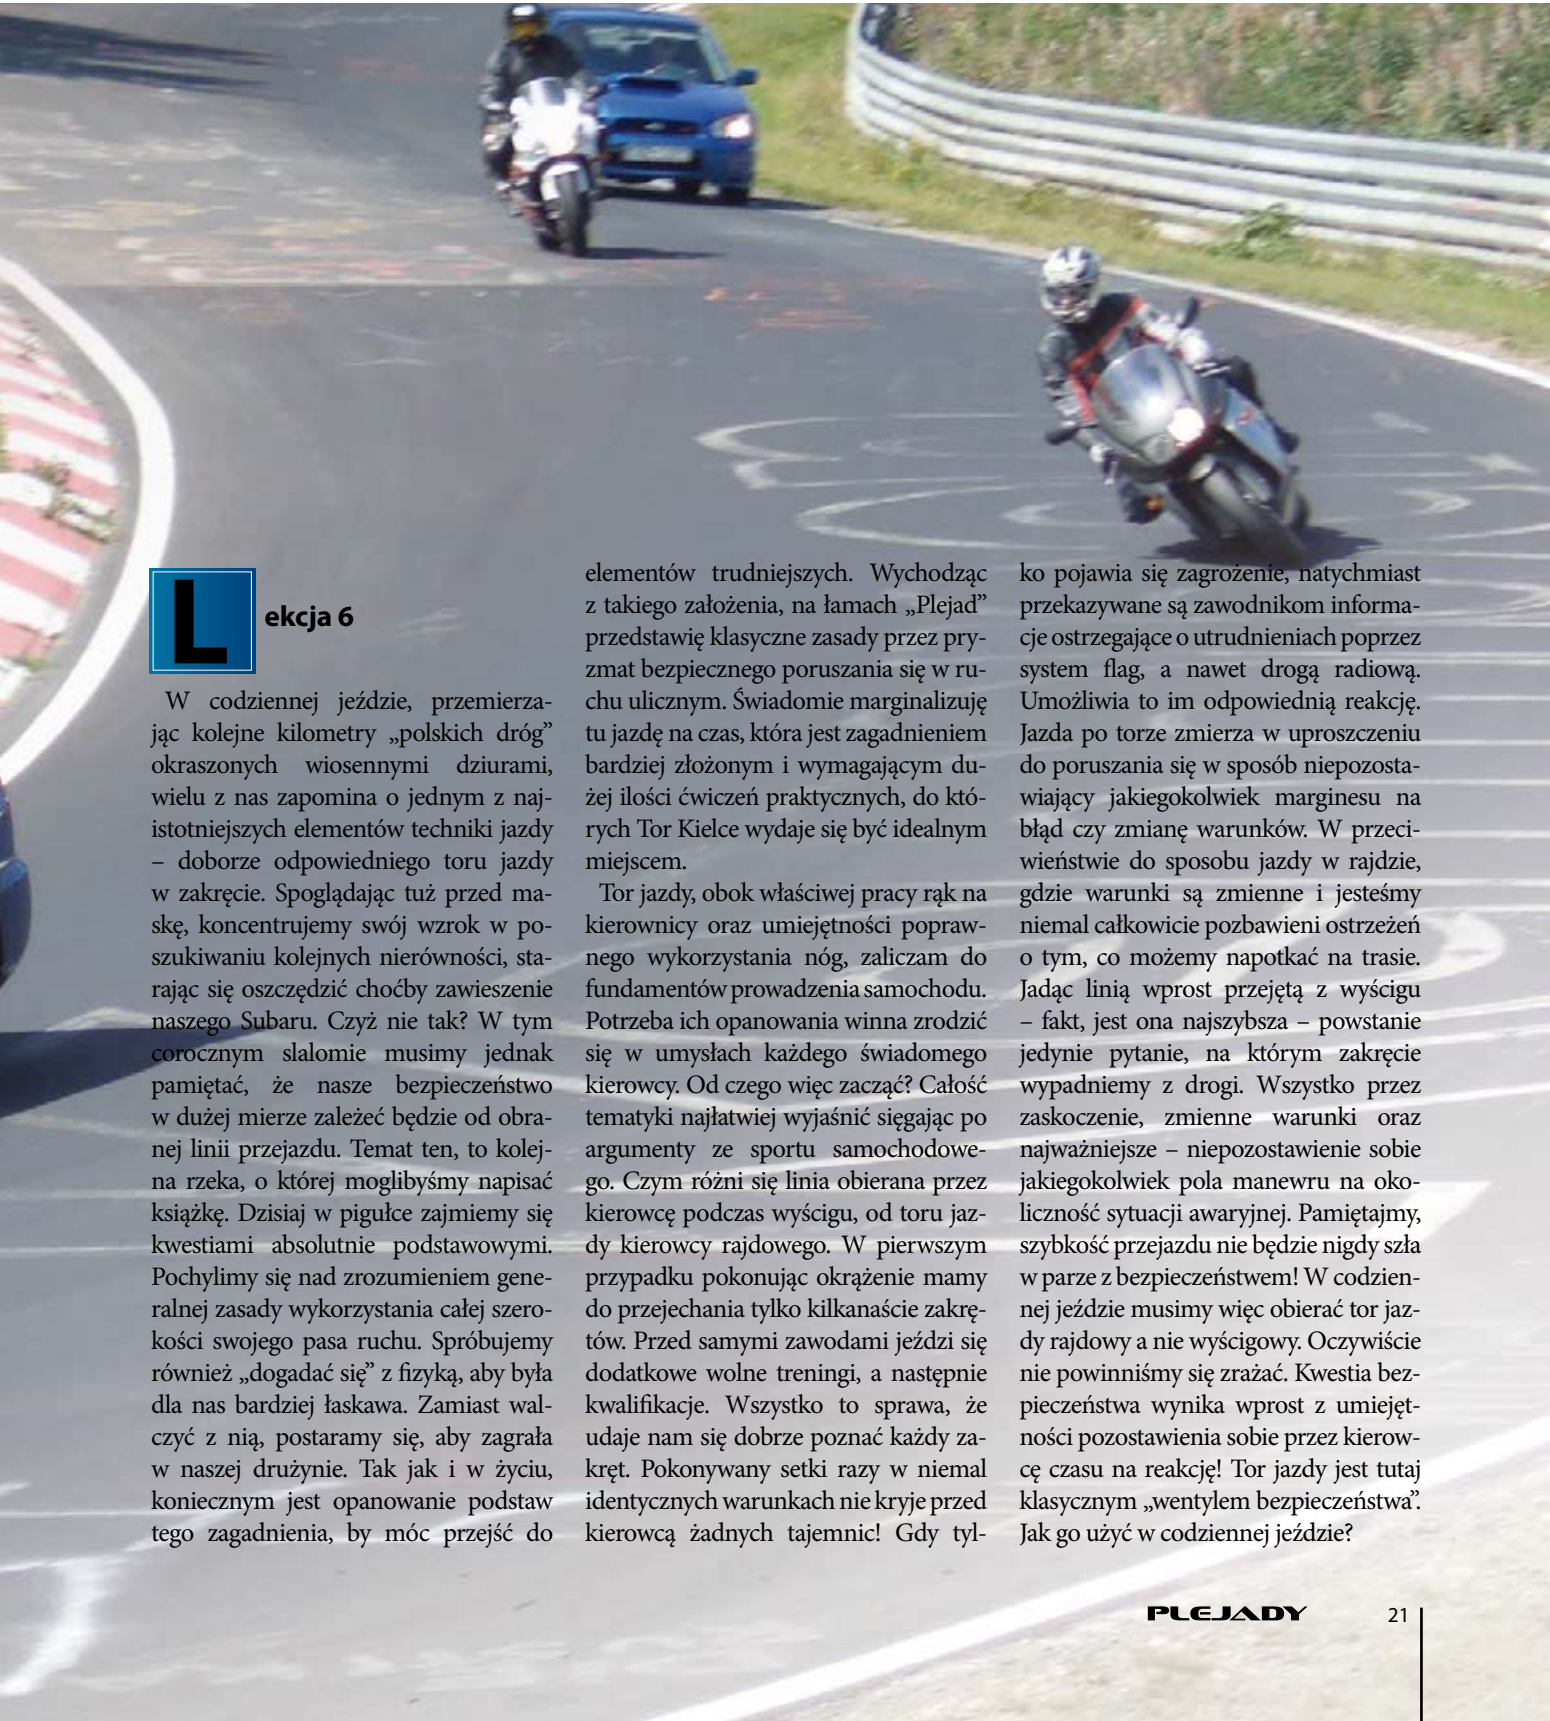 Lekcja 6
W codziennej jeździe, przemierza-
jąc kolejne kilometry „polskich dróg”
okraszonych wiosennymi dziurami,
wielu z nas zapomina o jednym z naj-
istotniejszych elementów techniki jazdy
– doborze odpowiedniego toru jazdy
w zakręcie. Spoglądając tuż przed ma-
skę, koncentrujemy swój wzrok w po-
szukiwaniu kolejnych nierówności, sta-
rając się oszczędzić choćby zawieszenie
naszego Subaru. Czyż nie tak? W tym
corocznym slalomie musimy jednak
pamiętać, że nasze bezpieczeństwo
w dużej mierze zależeć będzie od obra-
nej linii przejazdu. Temat ten, to kolej-
na rzeka, o której moglibyśmy napisać
książkę. Dzisiaj w pigułce zajmiemy się
kwestiami absolutnie podstawowymi.
Pochylimy się nad zrozumieniem gene-
ralnej zasady wykorzystania całej szero-
kości swojego pasa ruchu. Spróbujemy
również „dogadać się” z fizyką, aby była
dla nas bardziej łaskawa. Zamiast wal-
czyć z nią, postaramy się, aby zagrała
w naszej drużynie. Tak jak i w życiu,
koniecznym jest opanowanie podstaw
tego zagadnienia, by móc przejść do
elementów trudniejszych. Wychodząc
z takiego założenia, na łamach „Plejad”
przedstawię klasyczne zasady przez pry-
zmat bezpiecznego poruszania się w ru-
chu ulicznym. Świadomie marginalizuję
tu jazdę na czas, która jest zagadnieniem
bardziej złożonym i wymagającym du-
żej ilości ćwiczeń praktycznych, do któ-
rych Tor Kielce wydaje się być idealnym
miejscem.
Tor jazdy, obok właściwej pracy rąk na
kierownicy oraz umiejętności popraw-
nego wykorzystania nóg, zaliczam do
fundamentów prowadzenia samochodu.
Potrzeba ich opanowania winna zrodzić
się w umysłach każdego świadomego
kierowcy. Od czego więc zacząć? Całość
tematyki najłatwiej wyjaśnić sięgając po
argumenty ze sportu samochodowe-
go. Czym różni się linia obierana przez
kierowcę podczas wyścigu, od toru jaz-
dy kierowcy rajdowego. W pierwszym
przypadku pokonując okrążenie mamy
do przejechania tylko kilkanaście zakrę-
tów. Przed samymi zawodami jeździ się
dodatkowe wolne treningi, a następnie
kwalifikacje. Wszystko to sprawa, że
udaje nam się dobrze poznać każdy za-
kręt. Pokonywany setki razy w niemal
identycznych warunkach nie kryje przed
kierowcą żadnych tajemnic! Gdy tyl-
ko pojawia się zagrożenie, natychmiast
przekazywane są zawodnikom informa-
cje ostrzegające o utrudnieniach poprzez
system flag, a nawet drogą radiową.
Umożliwia to im odpowiednią reakcję.
Jazda po torze zmierza w uproszczeniu
do poruszania się w sposób niepozosta-
wiający jakiegokolwiek marginesu na
błąd czy zmianę warunków. W przeci-
wieństwie do sposobu jazdy w rajdzie,
gdzie warunki są zmienne i jesteśmy
niemal całkowicie pozbawieni ostrzeżeń
o tym, co możemy napotkać na trasie.
Jadąc linią wprost przejętą z wyścigu
– fakt, jest ona najszybsza – powstanie
jedynie pytanie, na którym zakręcie
wypadniemy z drogi. Wszystko przez
zaskoczenie, zmienne warunki oraz
najważniejsze – niepozostawienie sobie
jakiegokolwiek pola manewru na oko-
liczność sytuacji awaryjnej. Pamiętajmy,
szybkość przejazdu nie będzie nigdy szła
w parze z bezpieczeństwem! W codzien-
nej jeździe musimy więc obierać tor jaz-
dy rajdowy a nie wyścigowy. Oczywiście
nie powinniśmy się zrażać. Kwestia bez-
pieczeństwa wynika wprost z umiejęt-
ności pozostawienia sobie przez kierow-
cę czasu na reakcję! Tor jazdy jest tutaj
klasycznym „wentylem bezpieczeństwa”.
Jak go użyć w codziennej jeździe?
PLEJADY 21